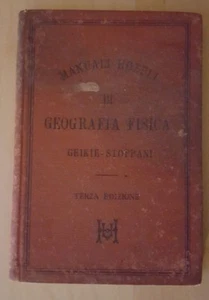 MANUALI HOEPLI
DI
GEOGRAFIA FISICA
GEIKIE-STOPPANI
TERZA EDIZIONE